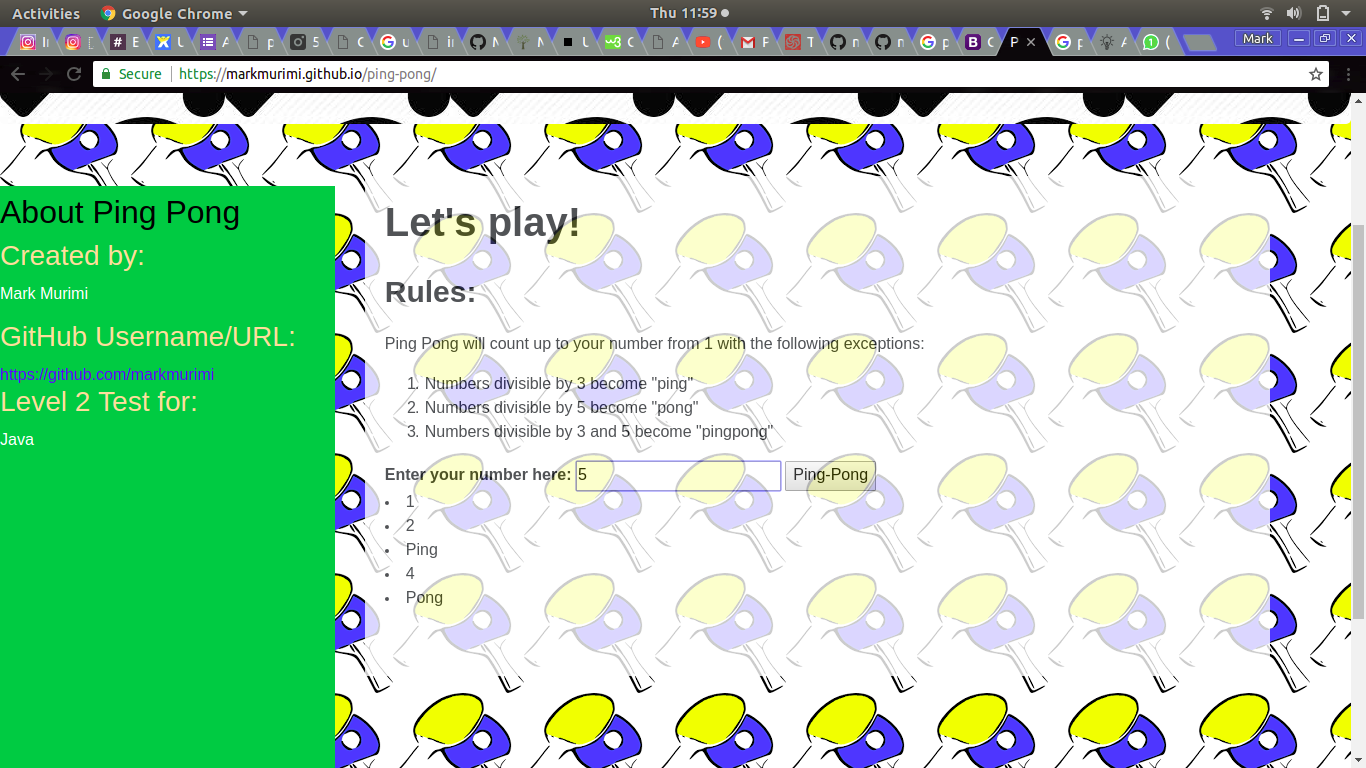 Activities Google Chrome Thu 11:59
Mark
Secure https://markmurimi.github.io/ping-pong/
About Ping Pong
Created by:
Mark Murimi
GitHub Username/URL:
https://github.com/markmurimi
Level 2 Test for:
Java
Let's play!
Rules:
Ping Pong will count up to your number from 1 with the following exceptions:
1. Numbers divisible by 3 become "ping"
2. Numbers divisible by 5 become "pong"
3. Numbers divisible by 3 and 5 become "pingpong"
Enter your number here: 5 Ping-Pong
• 1
• 2
• Ping
• 4
• Pong